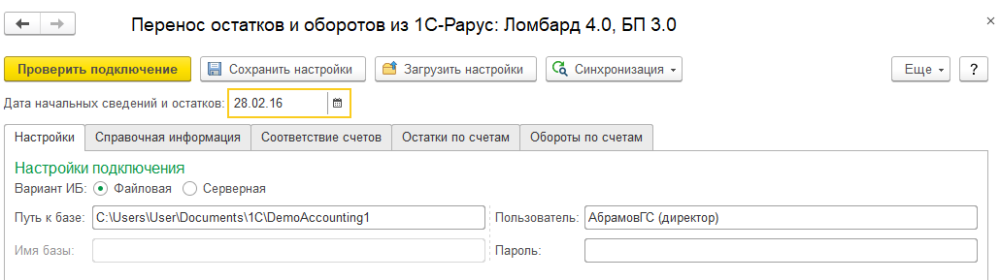 Перенос остатков и оборотов из 1С-Рарус: Ломбард 4.0, БП 3.0
Проверить подключение Сохранить настройки Загрузить настройки Синхронизация Еще ?
Дата начальных сведений и остатков: 28.02.16
Настройки Справочная информация Соответствие счетов Остатки по счетам Обороты по счетам
Настройки подключения
Вариант ИБ: Файловая Серверная
Путь к базе: C:\Users\User\Documents\1C\DemoAccounting1 Пользователь: АбрамовГС (директор)
Имя базы: Пароль: